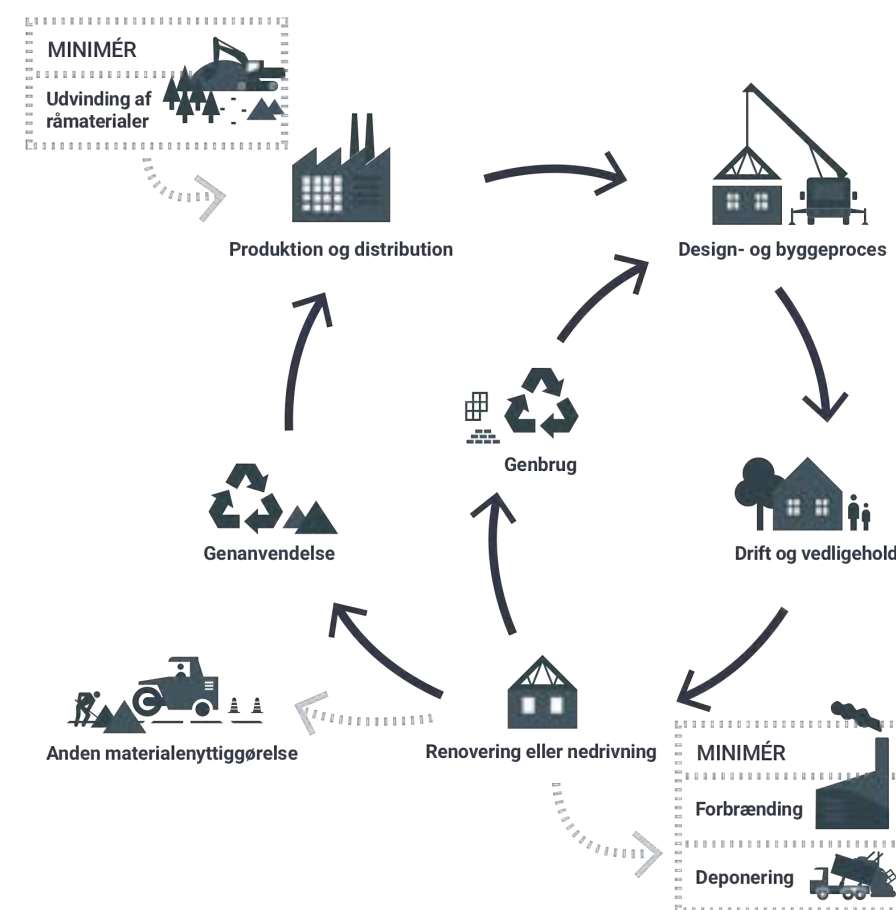 MINIMÉR
Udvinding af
råmaterialer
Produktion og distribution
Design- og byggeproces
Genbrug
Genanvendelse
Drift og vedligehold
Anden materialenyttiggørelse
Renovering eller nedrivning
MINIMÉR
Forbrænding
Deponering